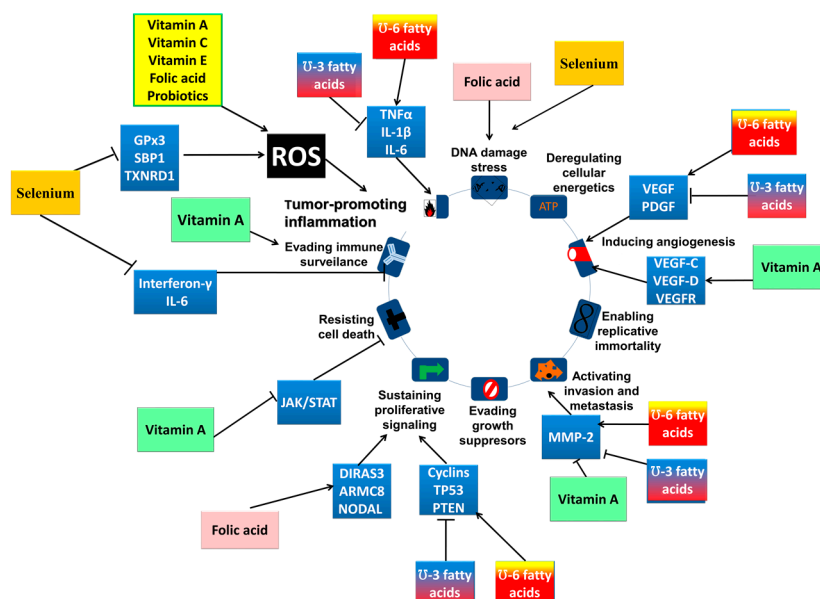 Vitamin A
Vitamin C
Vitamin E
Folic acid
Probiotics
℧-6 fatty
acids
℧-3 fatty
acids
Folic acid
Selenium
TNFα
IL-1β
IL-6
GPx3
SBP1
TXNRD1
ROS
DNA damage
stress
Deregulating cellular
energetics
℧-6 fatty
acids
VEGF
PDGF
℧-3 fatty
acids
Selenium
Tumor-promoting
inflammation
ATP
Vitamin A
Evading immune
surveilance
Inducing angiogenesis
VEGF-C
VEGF-D
VEGFR
Vitamin A
Interferon-γ
IL-6
Resisting
cell death
Enabling
replicative
immortality
JAK/STAT
Vitamin A
Sustaining
proliferative
signaling
Evading
growth
suppresors
Activating
invasion and
metastasis
MMP-2
℧-6 fatty
acids
℧-3 fatty
acids
Vitamin A
DIRAS3
ARMC8
NODAL
Cyclins
TP53
PTEN
Folic acid
℧-3 fatty
acids
℧-6 fatty
acids